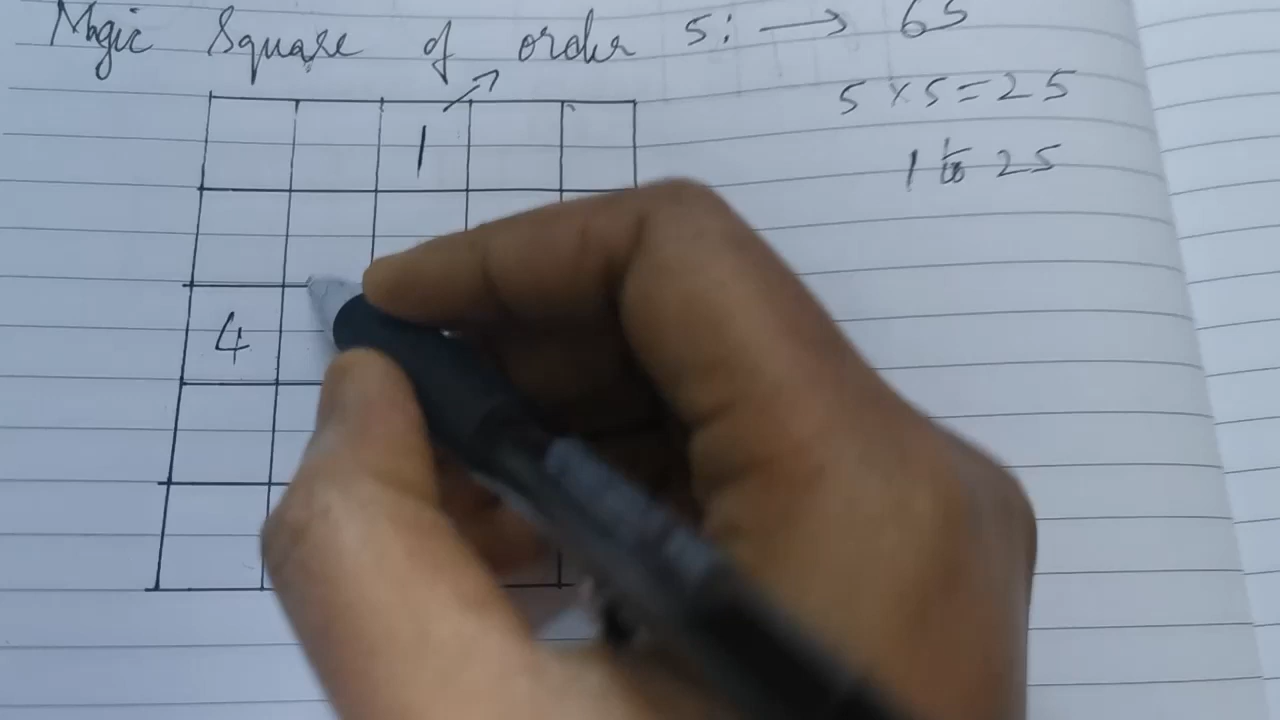 Magic Square of order 5: → 65
5 x 5 = 25
1 to 25
1
4